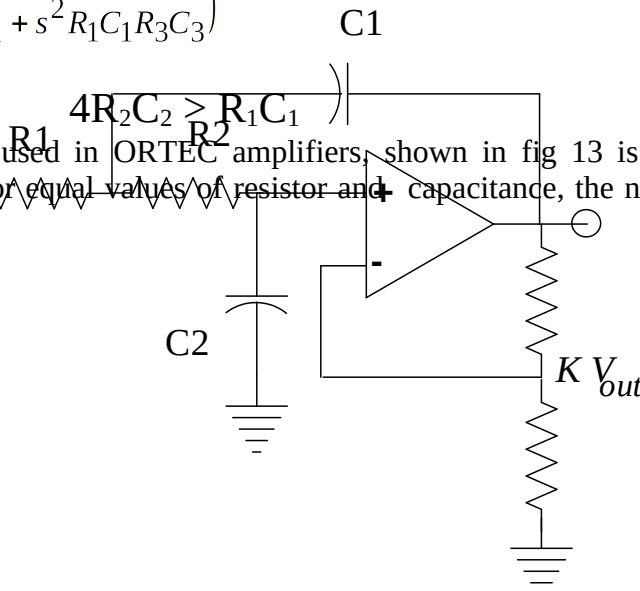 + s²R₁C₁R₃C₃)
C1
4R₂C₂ > R₁C₁
R1
R2
used in ORTEC amplifiers, shown in fig 13 is
or equal values of resistor and capacitance, the n
+
-
C2
K V_out